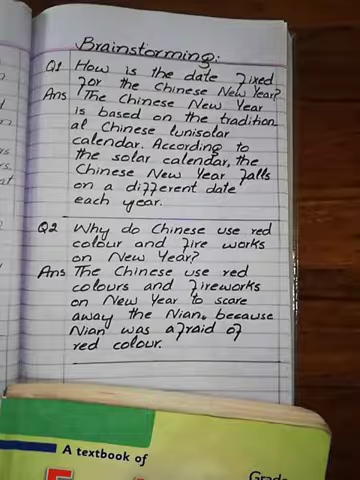 Brainstorming:
Q1 How is the date fixed
for the Chinese New Year?
Ans The Chinese New Year
is based on the tradition
al Chinese lunisolar
calendar. According to
the solar calendar, the
Chinese New Year falls
on a different date
each year.
Q2 Why do Chinese use red
colour and fire works
on New Year?
Ans The Chinese use red
colours and fireworks
on New Year to scare
away the Nian, because
Nian was afraid of
red colour.
A textbook of
Grade